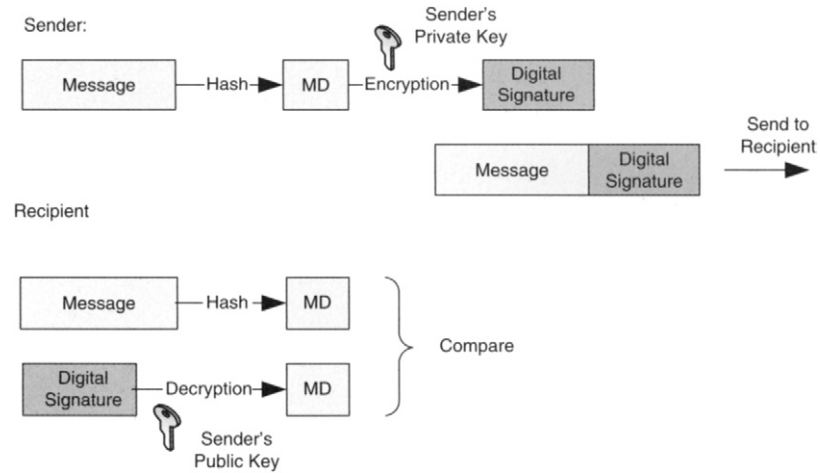 Sender:
Sender's
Private Key
Message
Hash
MD
Encryption
Digital
Signature
Message
Digital
Signature
Send to
Recipient
Recipient
Message
Hash
MD
Compare
Digital
Signature
Decryption
MD
Sender's
Public Key